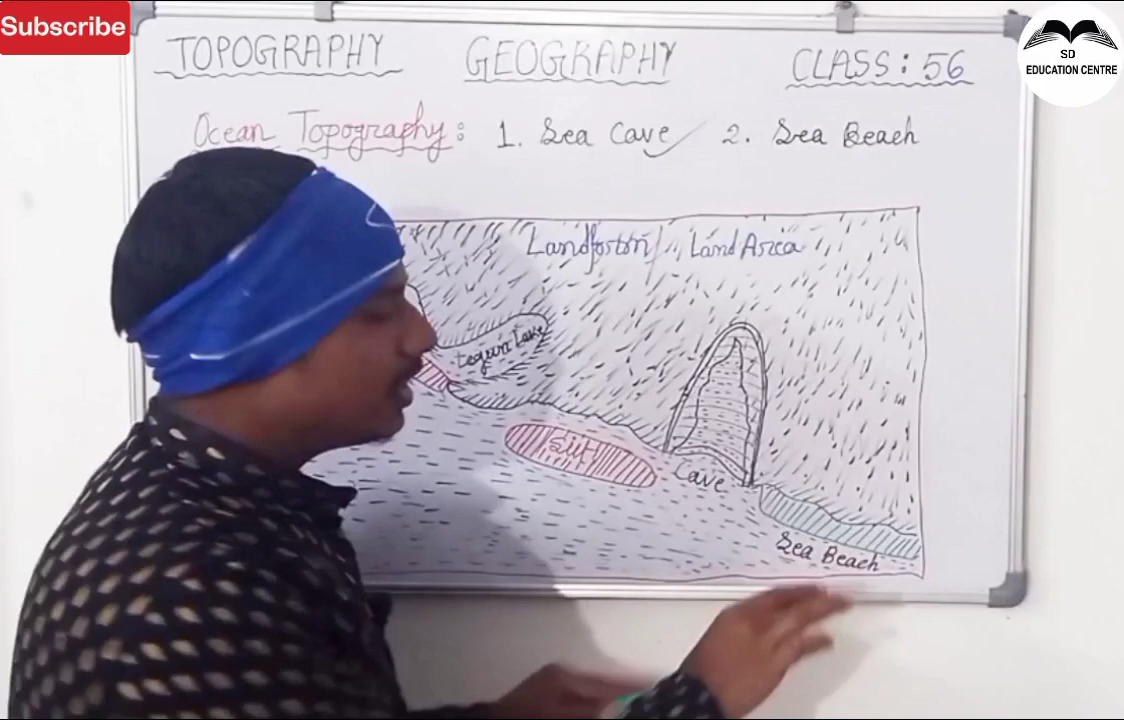 Subscribe
SD
EDUCATION CENTRE
TOPOGRAPHY GEOGRAPHY CLASS: 56
Ocean Topography: 1. Sea Cave 2. Sea Beach
Landform / Land Area
Cave
Sea Beach